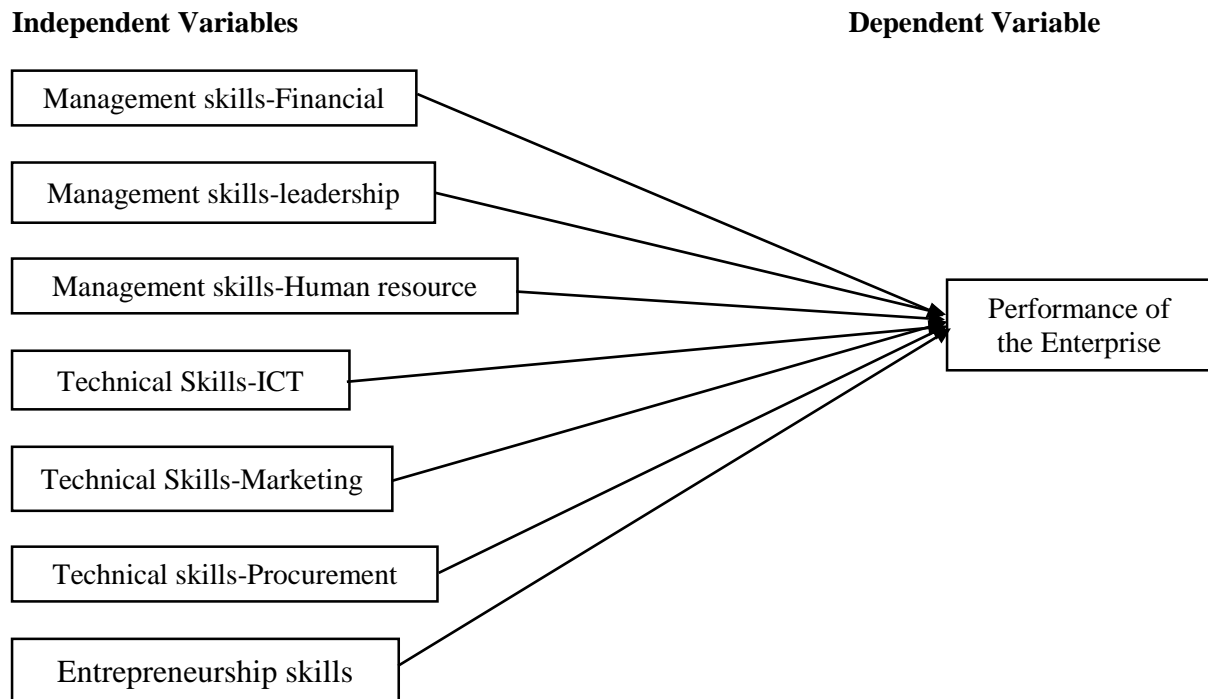 Independent Variables
Dependent Variable
Management skills-Financial
Management skills-leadership
Management skills-Human resource
Performance of
the Enterprise
Technical Skills-ICT
Technical Skills-Marketing
Technical skills-Procurement
Entrepreneurship skills